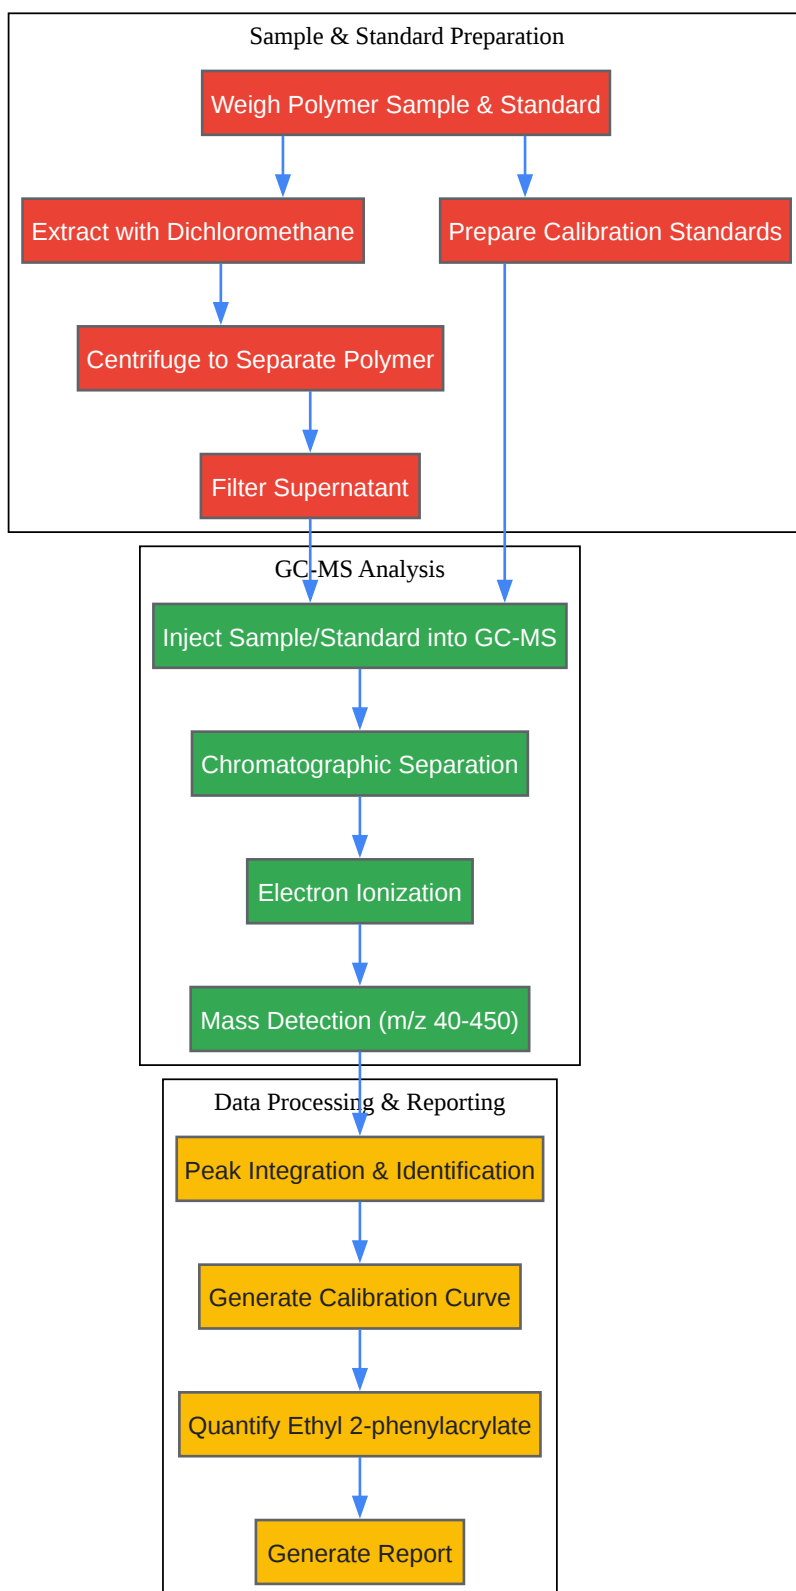 Sample & Standard Preparation
Weigh Polymer Sample & Standard
Extract with Dichloromethane
Prepare Calibration Standards
Centrifuge to Separate Polymer
Filter Supernatant
GC-MS Analysis
Inject Sample/Standard into GC-MS
Chromatographic Separation
Electron Ionization
Mass Detection (m/z 40-450)
Data Processing & Reporting
Peak Integration & Identification
Generate Calibration Curve
Quantify Ethyl 2-phenylacrylate
Generate Report